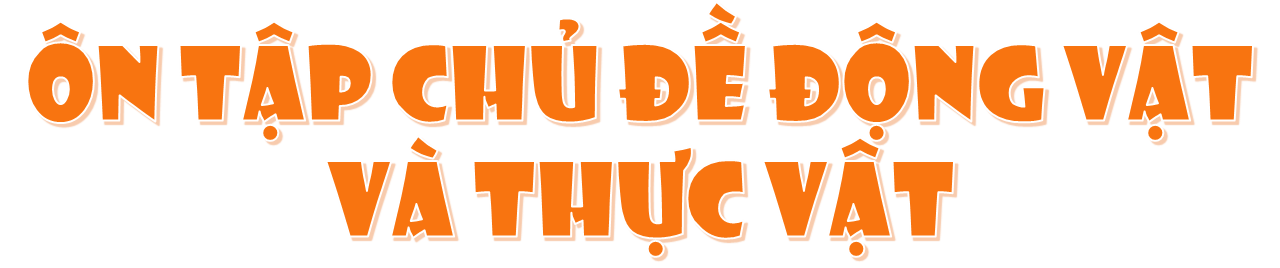 ÔN TẬP CHỦ ĐỀ ĐỘNG VẬT
VÀ THỰC VẬT